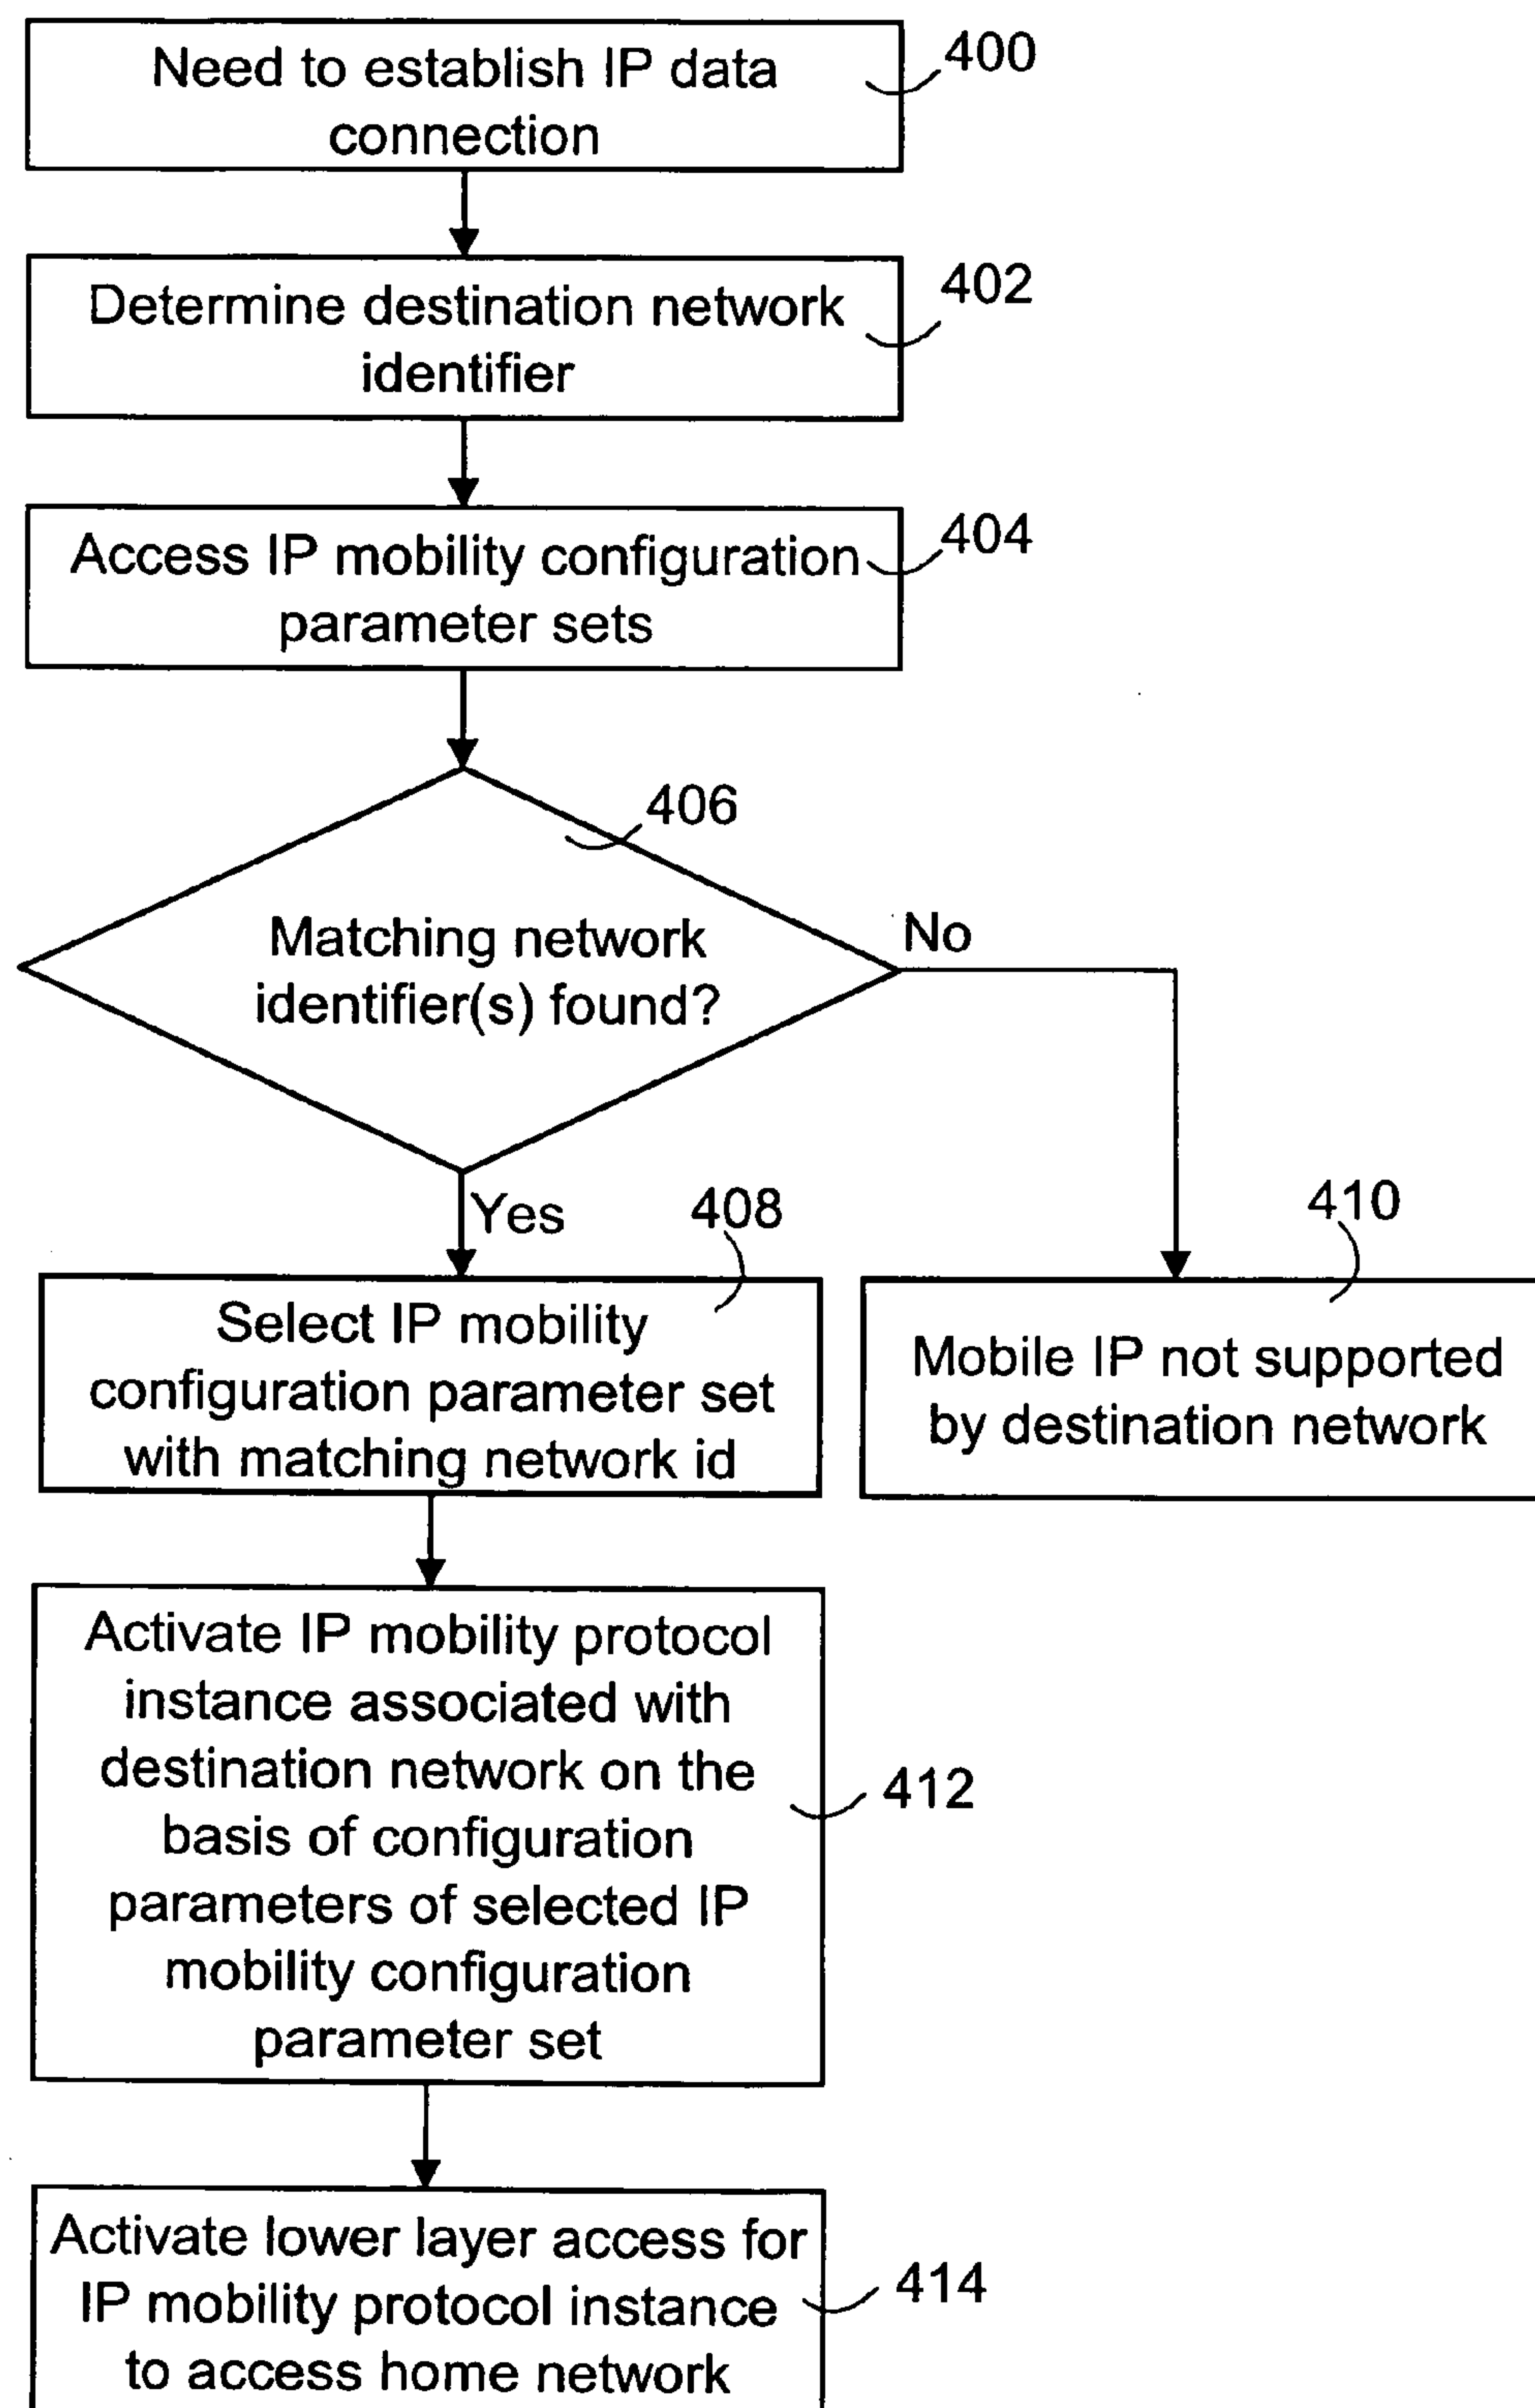 Need to establish IP data
connection
400
Determine destination network
identifier
402
Access IP mobility configuration
parameter sets
404
406
Matching network
identifier(s) found?
No
Yes
408
410
Select IP mobility
configuration parameter set
with matching network id
Mobile IP not supported
by destination network
Activate IP mobility protocol
instance associated with
destination network on the
basis of configuration
parameters of selected IP
mobility configuration
parameter set
412
Activate lower layer access for
IP mobility protocol instance
to access home network
414